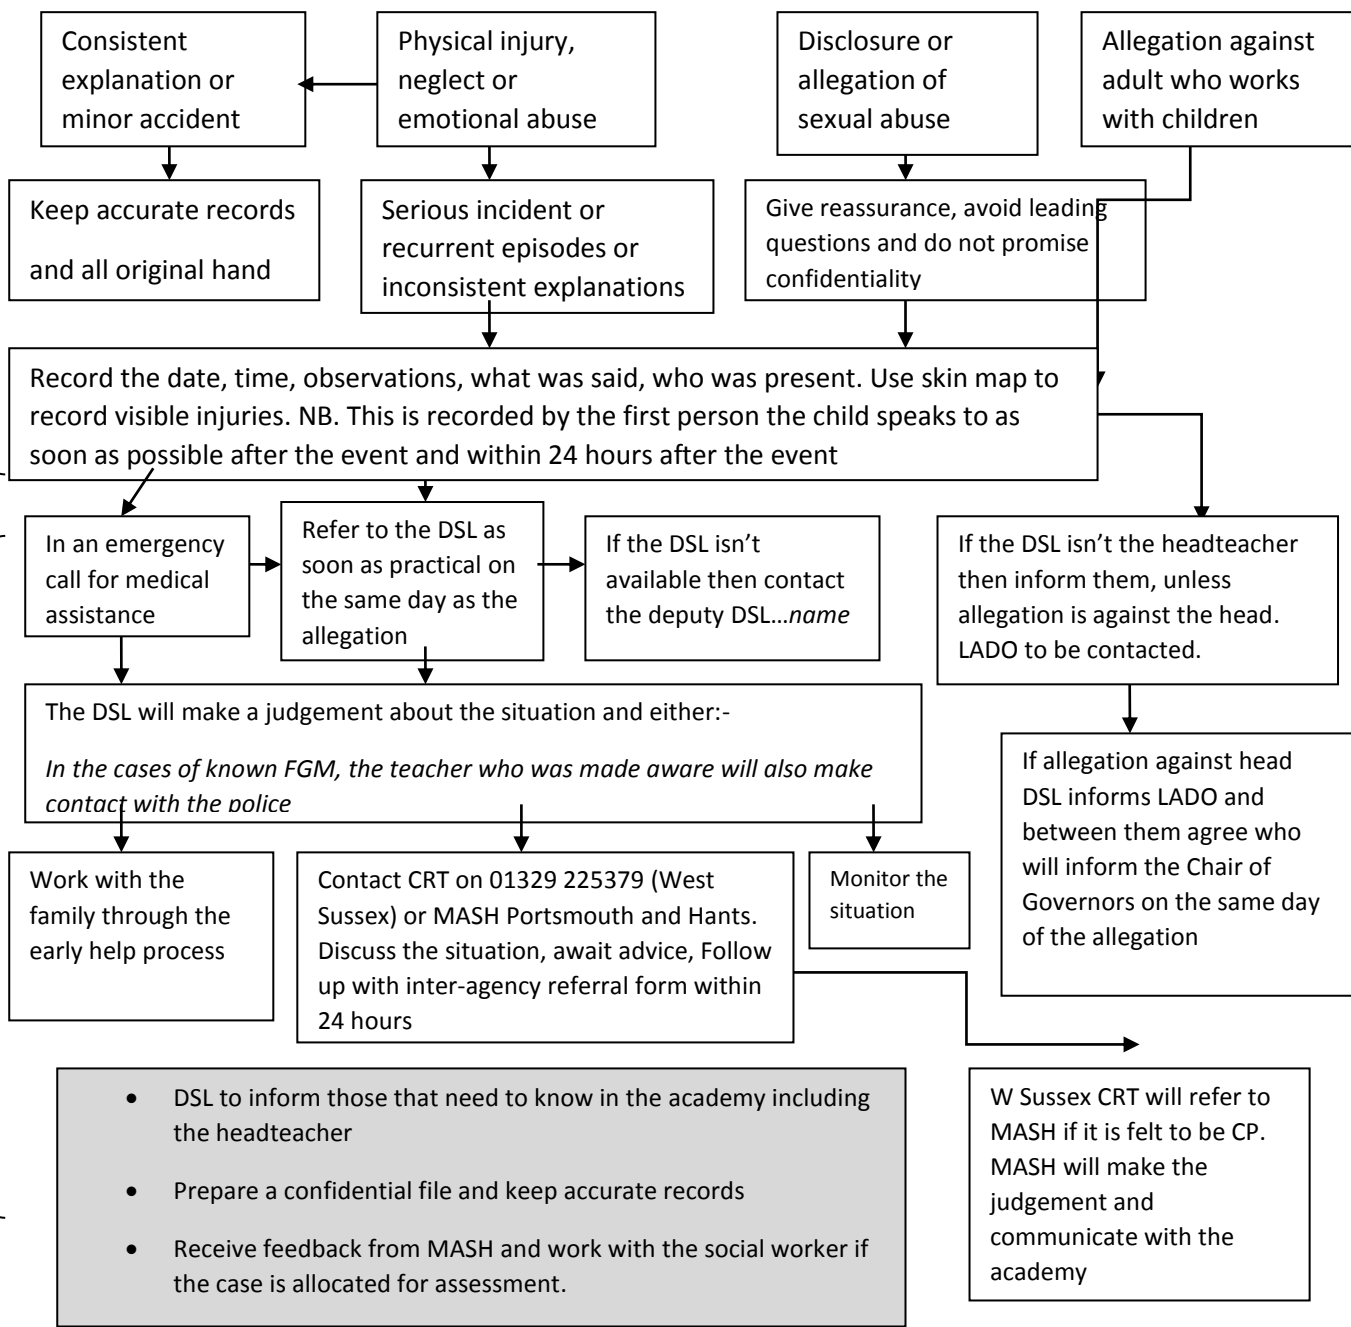 Consistent
explanation or
minor accident
Physical injury,
neglect or
emotional abuse
Disclosure or
allegation of
sexual abuse
Allegation against
adult who works
with children
Keep accurate records
and all original hand
Serious incident or
recurrent episodes or
inconsistent explanations
Give reassurance, avoid leading
questions and do not promise
confidentiality
Record the date, time, observations, what was said, who was present. Use skin map to
record visible injuries. NB. This is recorded by the first person the child speaks to as
soon as possible after the event and within 24 hours after the event
In an emergency
call for medical
assistance
Refer to the DSL as
soon as practical on
the same day as the
allegation
If the DSL isn’t
available then contact
the deputy DSL…name
If the DSL isn’t the headteacher
then inform them, unless
allegation is against the head.
LADO to be contacted.
The DSL will make a judgement about the situation and either:-
In the cases of known FGM, the teacher who was made aware will also make
contact with the police
If allegation against head
DSL informs LADO and
between them agree who
will inform the Chair of
Governors on the same day
of the allegation
Work with the
family through the
early help process
Contact CRT on 01329 225379 (West
Sussex) or MASH Portsmouth and Hants.
Discuss the situation, await advice, Follow
up with inter-agency referral form within
24 hours
Monitor the
situation
• DSL to inform those that need to know in the academy including
the headteacher
• Prepare a confidential file and keep accurate records
• Receive feedback from MASH and work with the social worker if
the case is allocated for assessment.
W Sussex CRT will refer to
MASH if it is felt to be CP.
MASH will make the
judgement and
communicate with the
academy